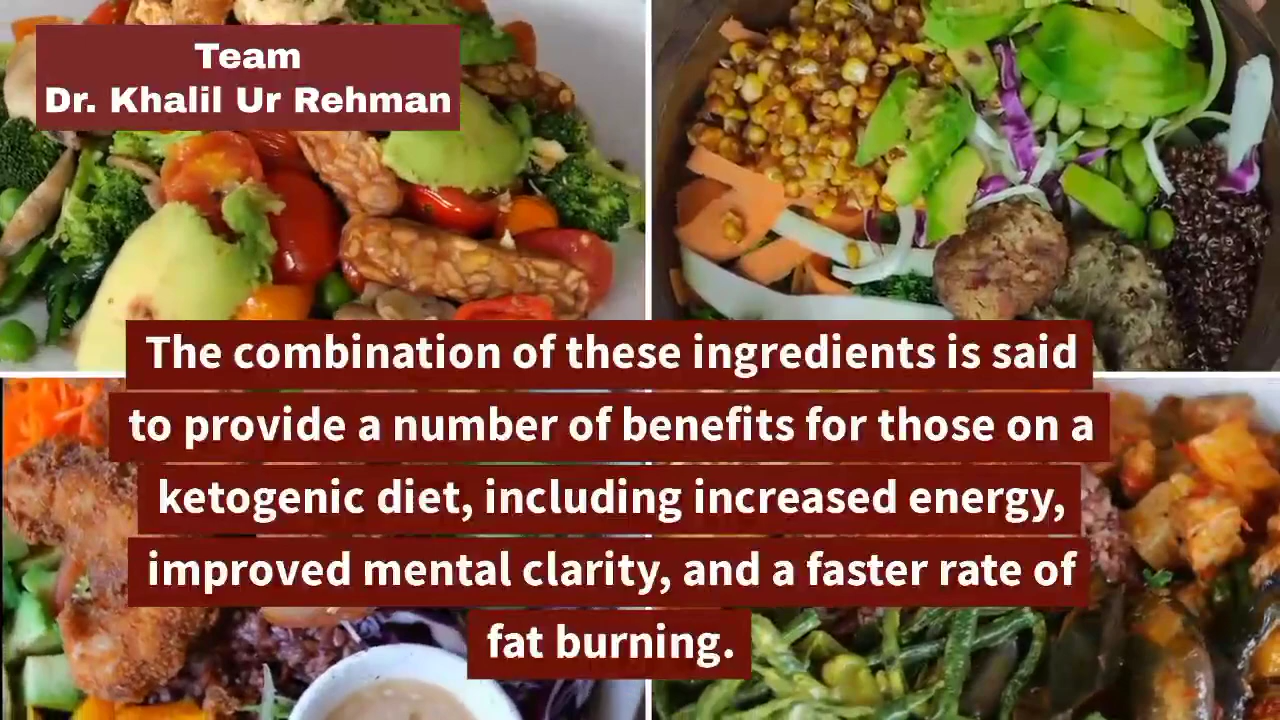 Team
Dr. Khalil Ur Rehman
The combination of these ingredients is said
to provide a number of benefits for those on a
ketogenic diet, including increased energy,
improved mental clarity, and a faster rate of
fat burning.